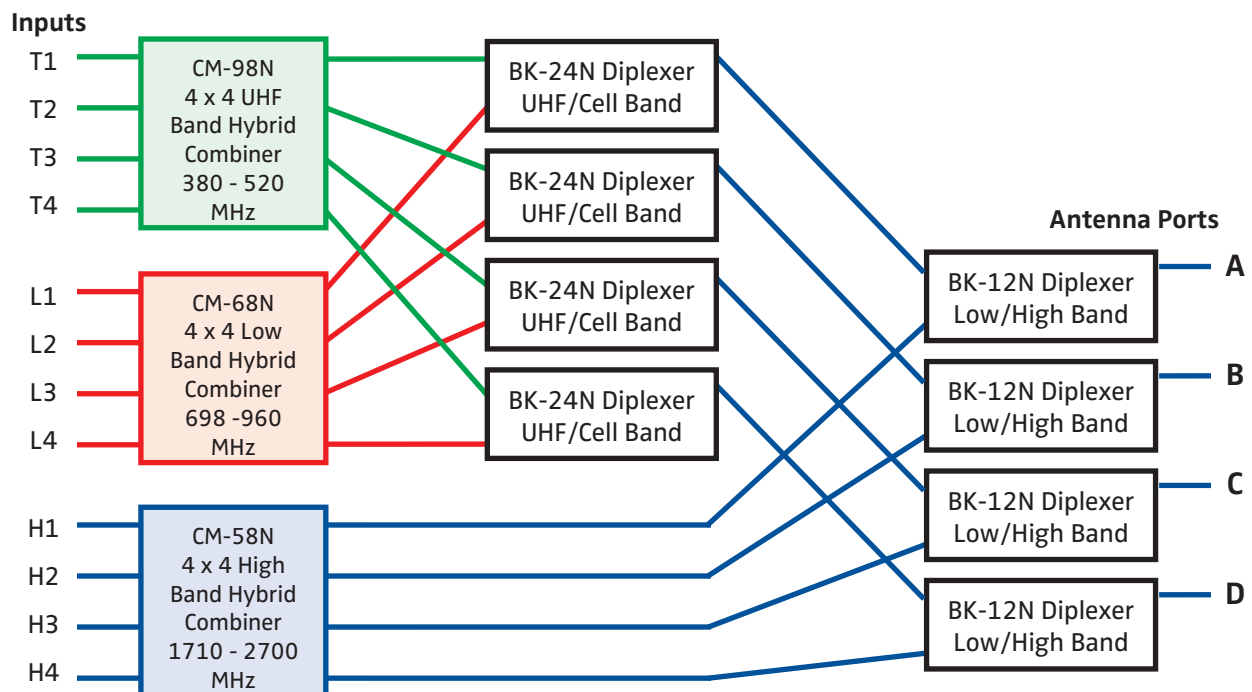 Inputs
T1
T2
T3
T4
CM-98N
4 x 4 UHF
Band Hybrid
Combiner
380 - 520
MHz
L1
L2
L3
L4
CM-68N
4 x 4 Low
Band Hybrid
Combiner
698 -960
MHz
H1
H2
H3
H4
CM-58N
4 x 4 High
Band Hybrid
Combiner
1710 - 2700
MHz
BK-24N Diplexer
UHF/Cell Band
BK-24N Diplexer
UHF/Cell Band
BK-24N Diplexer
UHF/Cell Band
BK-24N Diplexer
UHF/Cell Band
Antenna Ports
BK-12N Diplexer
Low/High Band
A
BK-12N Diplexer
Low/High Band
B
BK-12N Diplexer
Low/High Band
C
BK-12N Diplexer
Low/High Band
D